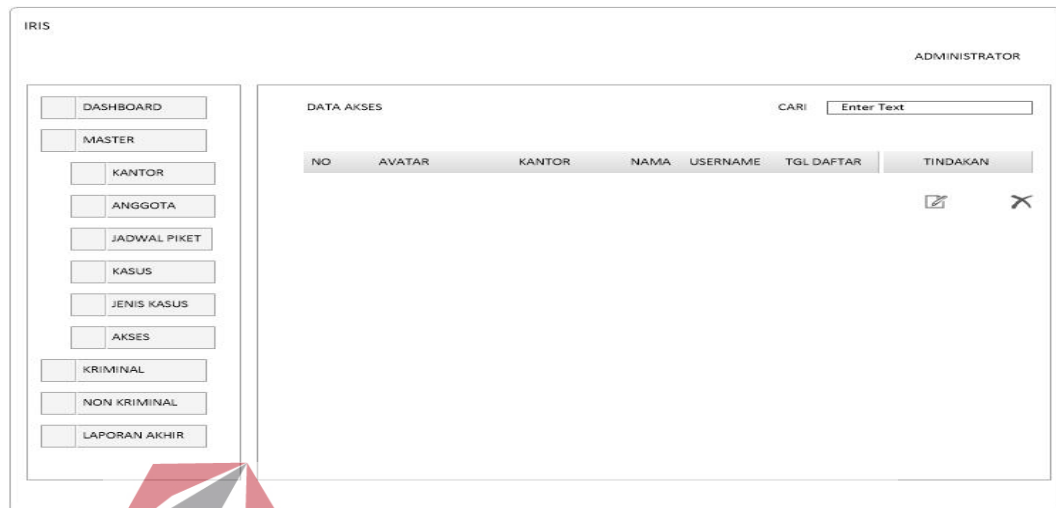 IRIS
ADMINISTRATOR
DASHBOARD
MASTER
KANTOR
ANGGOTA
JADWAL PIKET
KASUS
JENIS KASUS
AKSES
KRIMINAL
NON KRIMINAL
LAPORAN AKHIR
DATA AKSES
CARI Enter Text
NO AVATAR KANTOR NAMA USERNAME TGL DAFTAR TINDAKAN